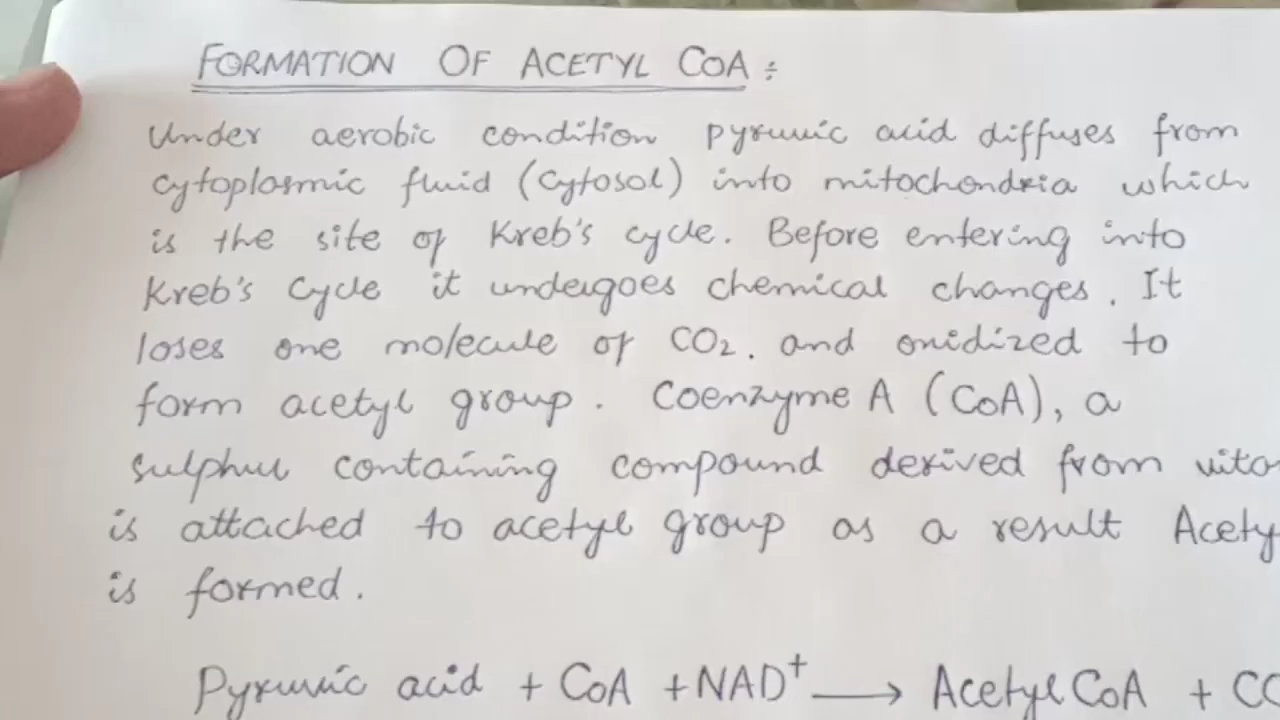 FORMATION OF ACETYL COA :
Under aerobic condition pyruvic acid diffuses from
cytoplasmic fluid (cytosol) into mitochondria which
is the site of Kreb's cycle. Before entering into
Kreb's cycle it undergoes chemical changes. It
loses one molecule of CO2. and oxidized to
form acetyl group. Coenzyme A (CoA), a
sulphur containing compound derived from
is attached to acetyl group as a result Acety
is formed.
Pyruvic acid + CoA + NAD⁺ → Acetyl CoA +